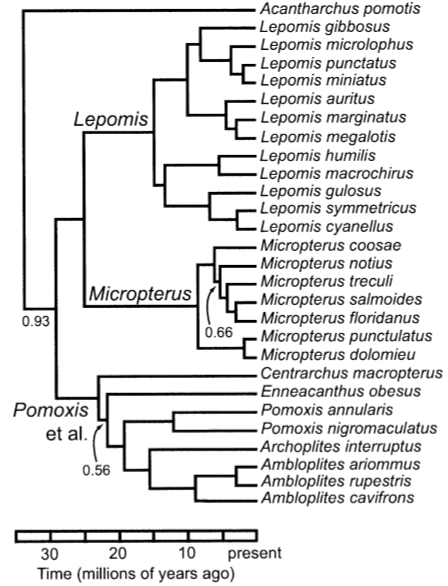 Acantharchus pomotis
Lepomis gibbosus
Lepomis microlophus
Lepomis punctatus
Lepomis miniatus
Lepomis auritus
Lepomis marginatus
Lepomis megalotis
Lepomis humilis
Lepomis macrochirus
Lepomis gulosus
Lepomis symmetricus
Lepomis cyanellus
Micropterus coosae
Micropterus notius
Micropterus treculi
Micropterus salmoides
Micropterus floridanus
Micropterus punctulatus
Micropterus dolomieu
Centrarchus macropterus
Enneacanthus obesus
Pomoxis annularis
Pomoxis nigromaculatus
Archoplites interruptus
Ambloplites ariommus
Ambloplites rupestris
Ambloplites cavifrons
Lepomis
Micropterus
0.66
0.93
Pomoxis
et al.
0.56
30 20 10 present
Time (millions of years ago)